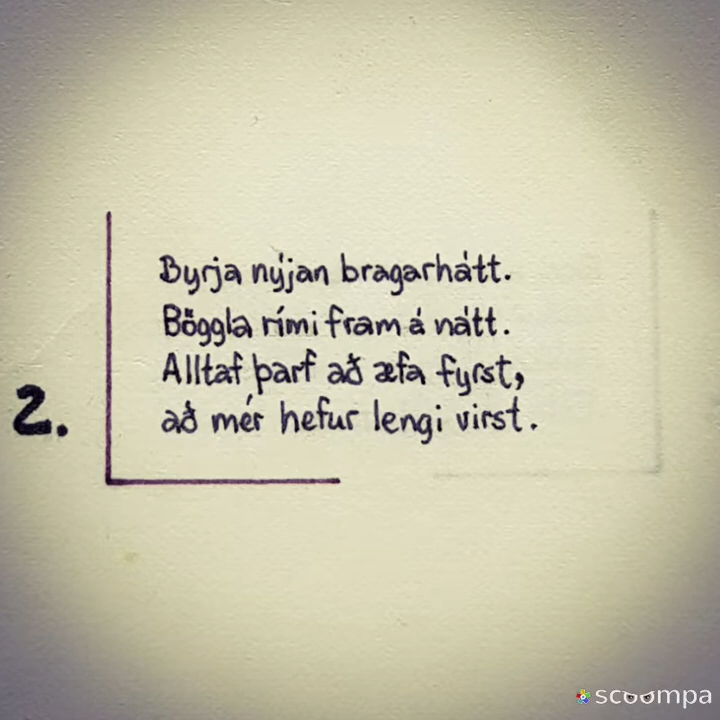 Byrja nýjan bragarhátt.
Böggla rími fram á nátt.
Alltaf þarf að æfa fyrst,
2.
að mér hefur lengi virst.
scoompa